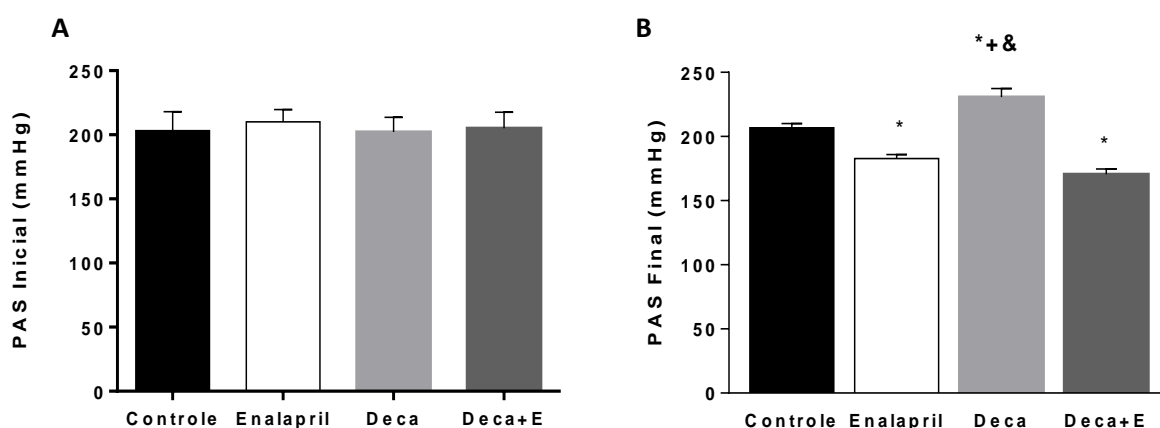 A
PAS Inicial (mmHg)
250
200
150
100
50
0
Controle Enalapril Deca Deca+E
B
*+&
PAS Final (mmHg)
250
200
150
100
50
0
*
*
Controle Enalapril Deca Deca+E